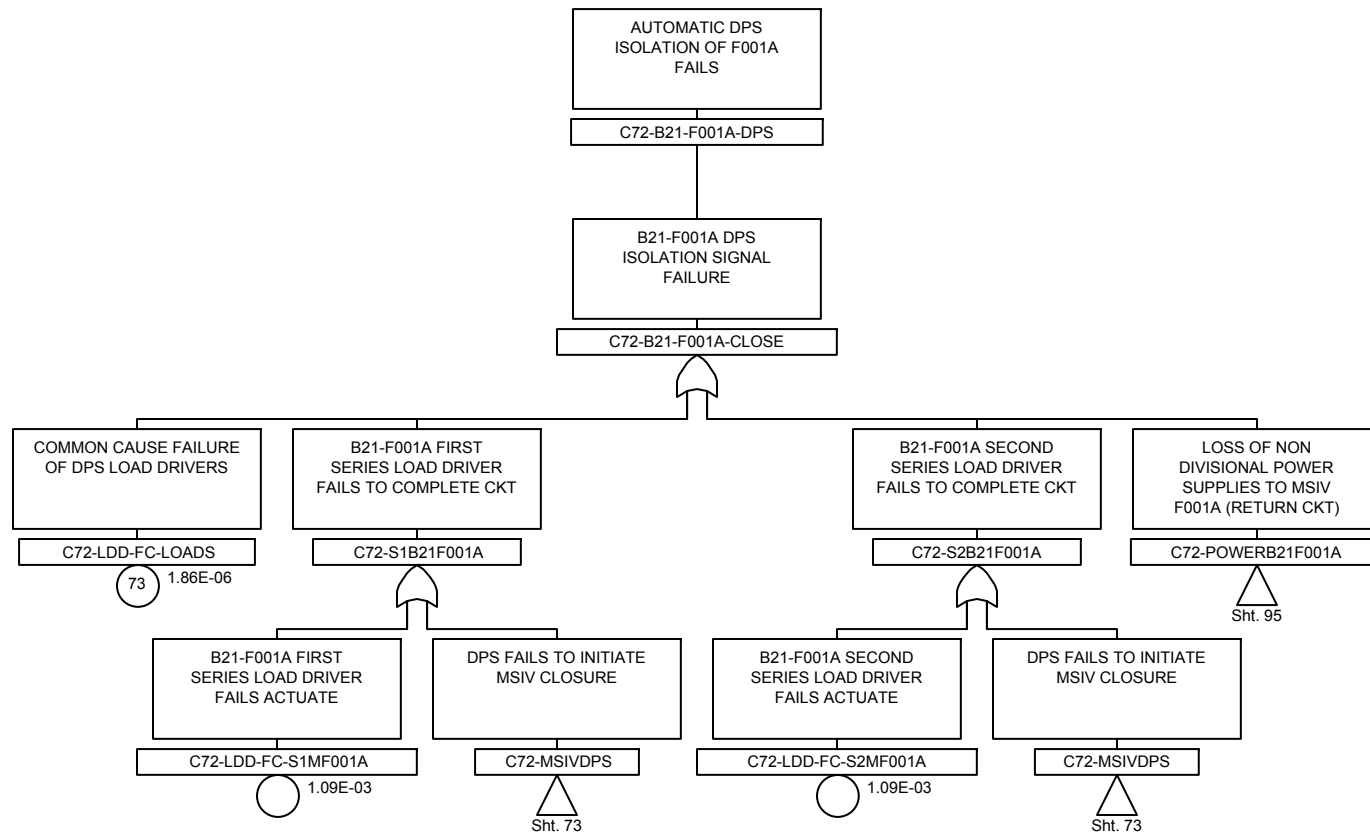 AUTOMATIC DPS
ISOLATION OF F001A
FAILS
C72-B21-F001A-DPS
B21-F001A DPS
ISOLATION SIGNAL
FAILURE
C72-B21-F001A-CLOSE
COMMON CAUSE FAILURE
OF DPS LOAD DRIVERS
C72-LDD-FC-LOADS
73
1.86E-06
B21-F001A FIRST
SERIES LOAD DRIVER
FAILS TO COMPLETE CKT
C72-S1B21F001A
B21-F001A SECOND
SERIES LOAD DRIVER
FAILS TO COMPLETE CKT
C72-S2B21F001A
LOSS OF NON
DIVISIONAL POWER
SUPPLIES TO MSIV
F001A (RETURN CKT)
C72-POWERB21F001A
Sht. 95
B21-F001A FIRST
SERIES LOAD DRIVER
FAILS ACTUATE
C72-LDD-FC-S1MF001A
1.09E-03
DPS FAILS TO INITIATE
MSIV CLOSURE
C72-MSIVDPS
Sht. 73
B21-F001A SECOND
SERIES LOAD DRIVER
FAILS ACTUATE
C72-LDD-FC-S2MF001A
1.09E-03
DPS FAILS TO INITIATE
MSIV CLOSURE
C72-MSIVDPS
Sht. 73